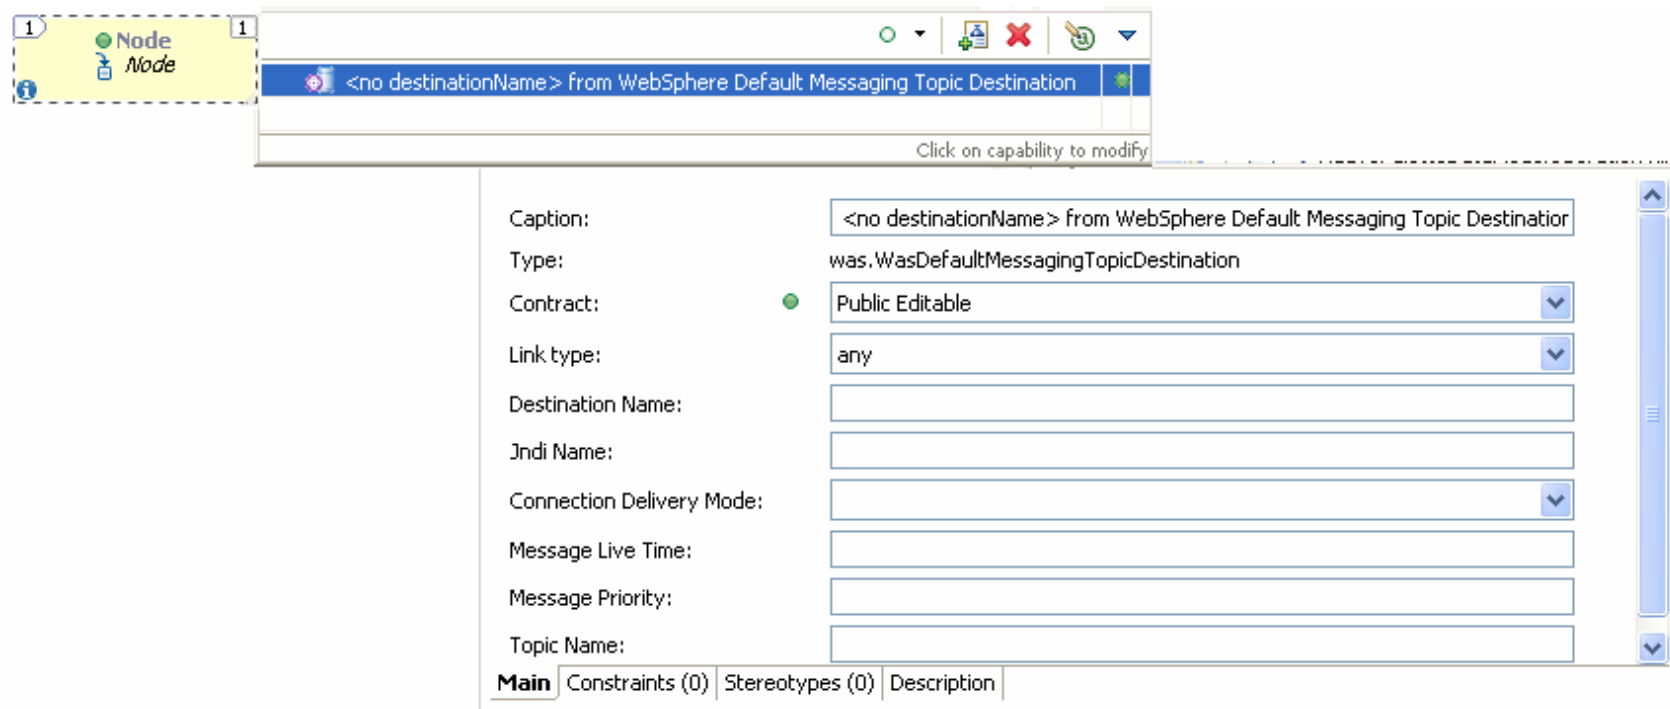 1
1
Node
Node
<no destinationName> from WebSphere Default Messaging Topic Destination
Click on capability to modify
Caption: <no destinationName> from WebSphere Default Messaging Topic Destination
Type: was.WasDefaultMessagingTopicDestination
Contract: Public Editable
Link type: any
Destination Name:
Jndi Name:
Connection Delivery Mode:
Message Live Time:
Message Priority:
Topic Name:
Main Constraints (0) Stereotypes (0) Description